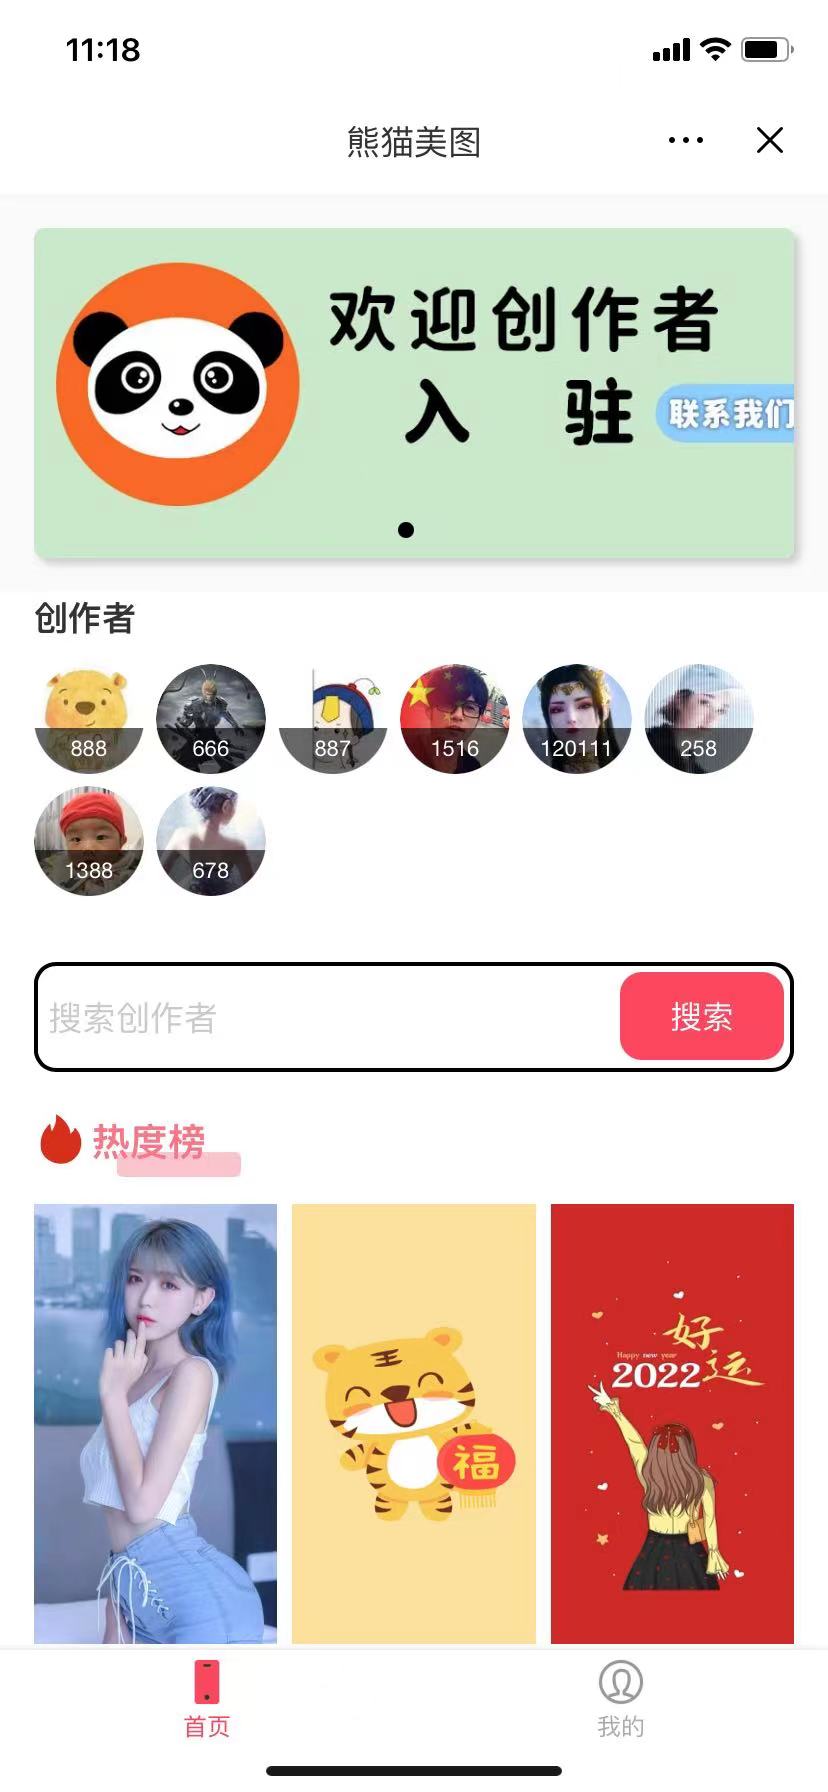 11:18
熊猫美图
欢迎创作者
入 驻
联系我们
创作者
888 666 887 1516 120111 258
1388 678
搜索创作者 搜索
热度榜
王
福
好运
Happy new year
2022
首页 我的